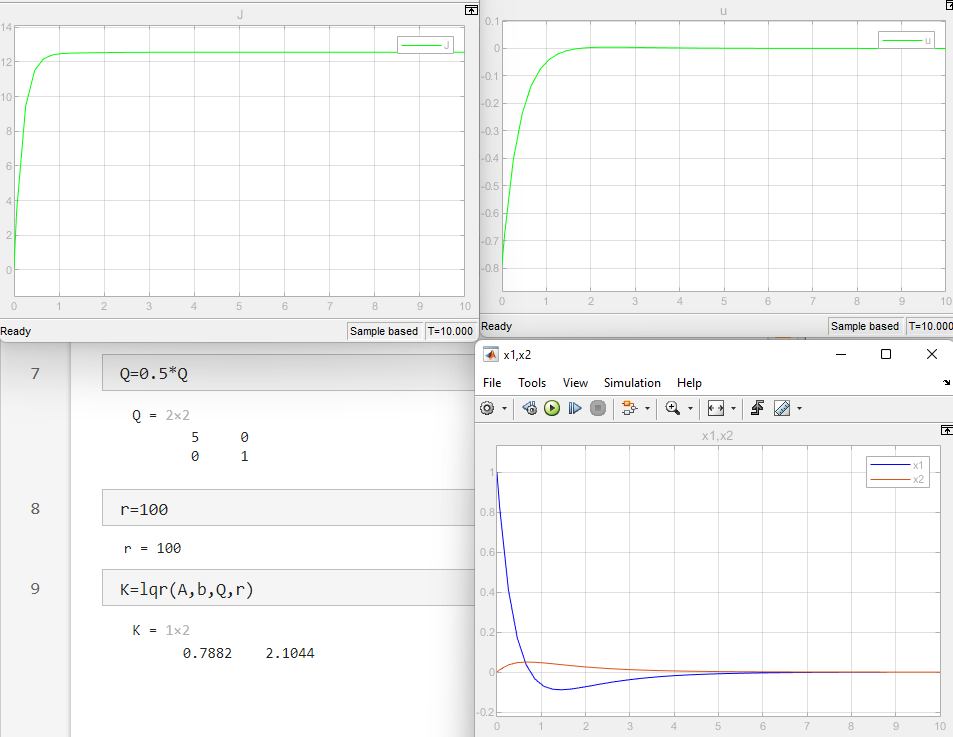 J
14
12
10
8
6
4
2
0
J
0 1 2 3 4 5 6 7 8 9 10
Ready
Sample based T=10.000
u
0.1
0
-0.1
-0.2
-0.3
-0.4
-0.5
-0.6
-0.7
-0.8
u
0 1 2 3 4 5 6 7 8 9 10
Ready
Sample based T=10.000
7
Q=0.5*Q
Q = 2×2
5 0
0 1
8
r=100
r = 100
9
K=lqr(A,b,Q,r)
K = 1×2
0.7882 2.1044
x1,x2
File Tools View Simulation Help
x1,x2
1
0.8
0.6
0.4
0.2
0
-0.2
x1
x2
0 1 2 3 4 5 6 7 8 9 10